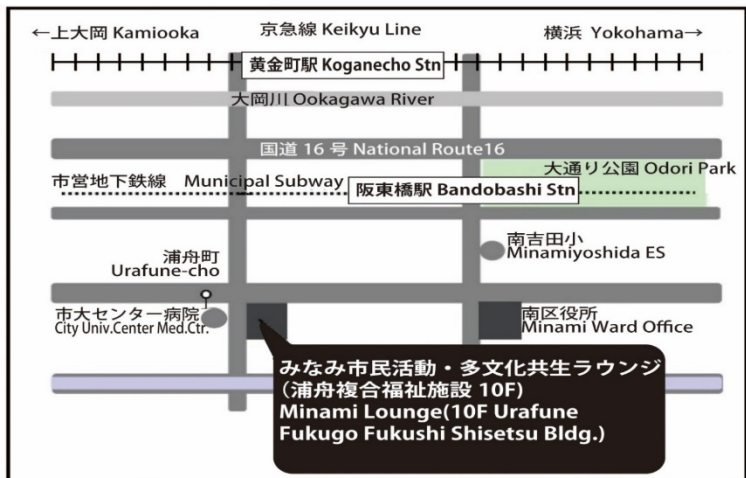 ←上大岡 Kamiooka
京急線 Keikyu Line
横浜 Yokohama→
黄金町駅 Koganecho Stn
大岡川 Ookagawa River
国道 16 号 National Route16
大通り公園 Odori Park
市営地下鉄線 Municipal Subway
阪東橋駅 Bandobashi Stn
浦舟町
Urafune-cho
南吉田小
Minamiyoshida ES
市大センター病院
City Univ.Center Med.Ctr.
南区役所
Minami Ward Office
みなみ市民活動・多文化共生ラウンジ
(浦舟複合福祉施設 10F)
Minami Lounge(10F Urafune
Fukugo Fukushi Shisetsu Bldg.)